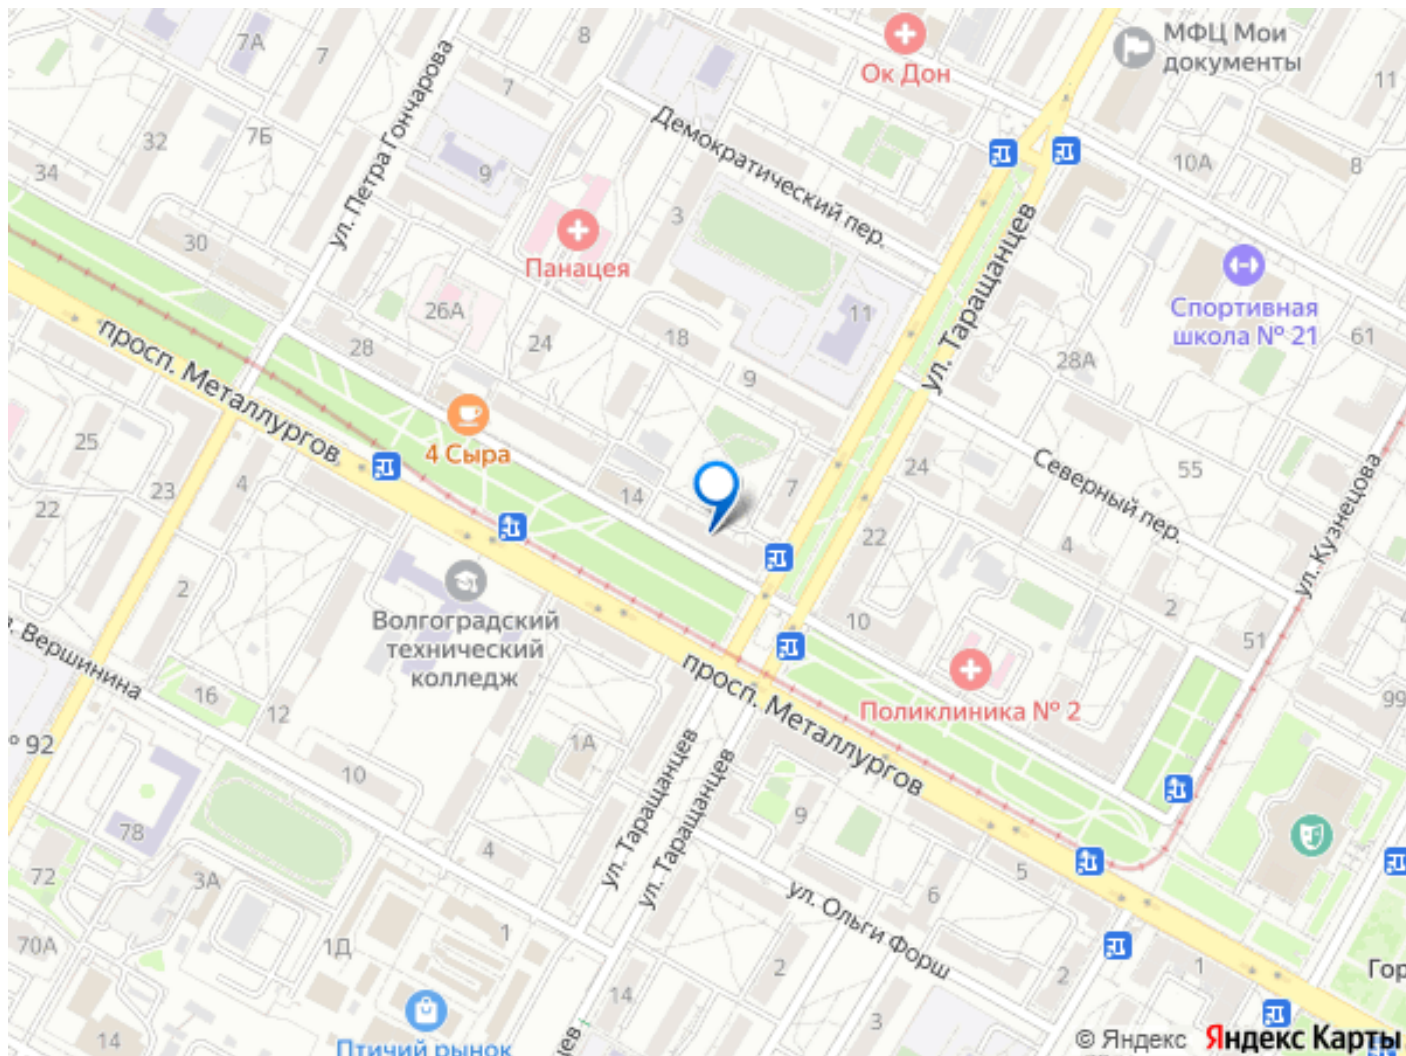 8
7А
7
Ок Дон
МФЦ Мои
документы
11
7
7Б
32
ул. Петра Гончарова
Демократический пер.
34
9
10А
8
3
30
Панацея
ул. Таращанцев
Спортивная
школа № 21
26А
11
61
28
24
18
28А
9
просп. Металлургов
4 Сыра
25
24
55
Северный пер.
ул. Кузнецова
23
4
14
7
22
22
4
2
Волгоградский
технический
колледж
10
2
51
. Вершинина
просп. Металлургов
Поликлиника № 2
16
12
99
° 92
1А
10
ул. Таращанцев
ул. Таращанцев
78
9
4
5
72
3А
6
ул. Ольги Форш
70А
1Д
1
2
2
1
Гор
14
3
14
цев
Птичий рынок
© Яндекс Яндекс Карты